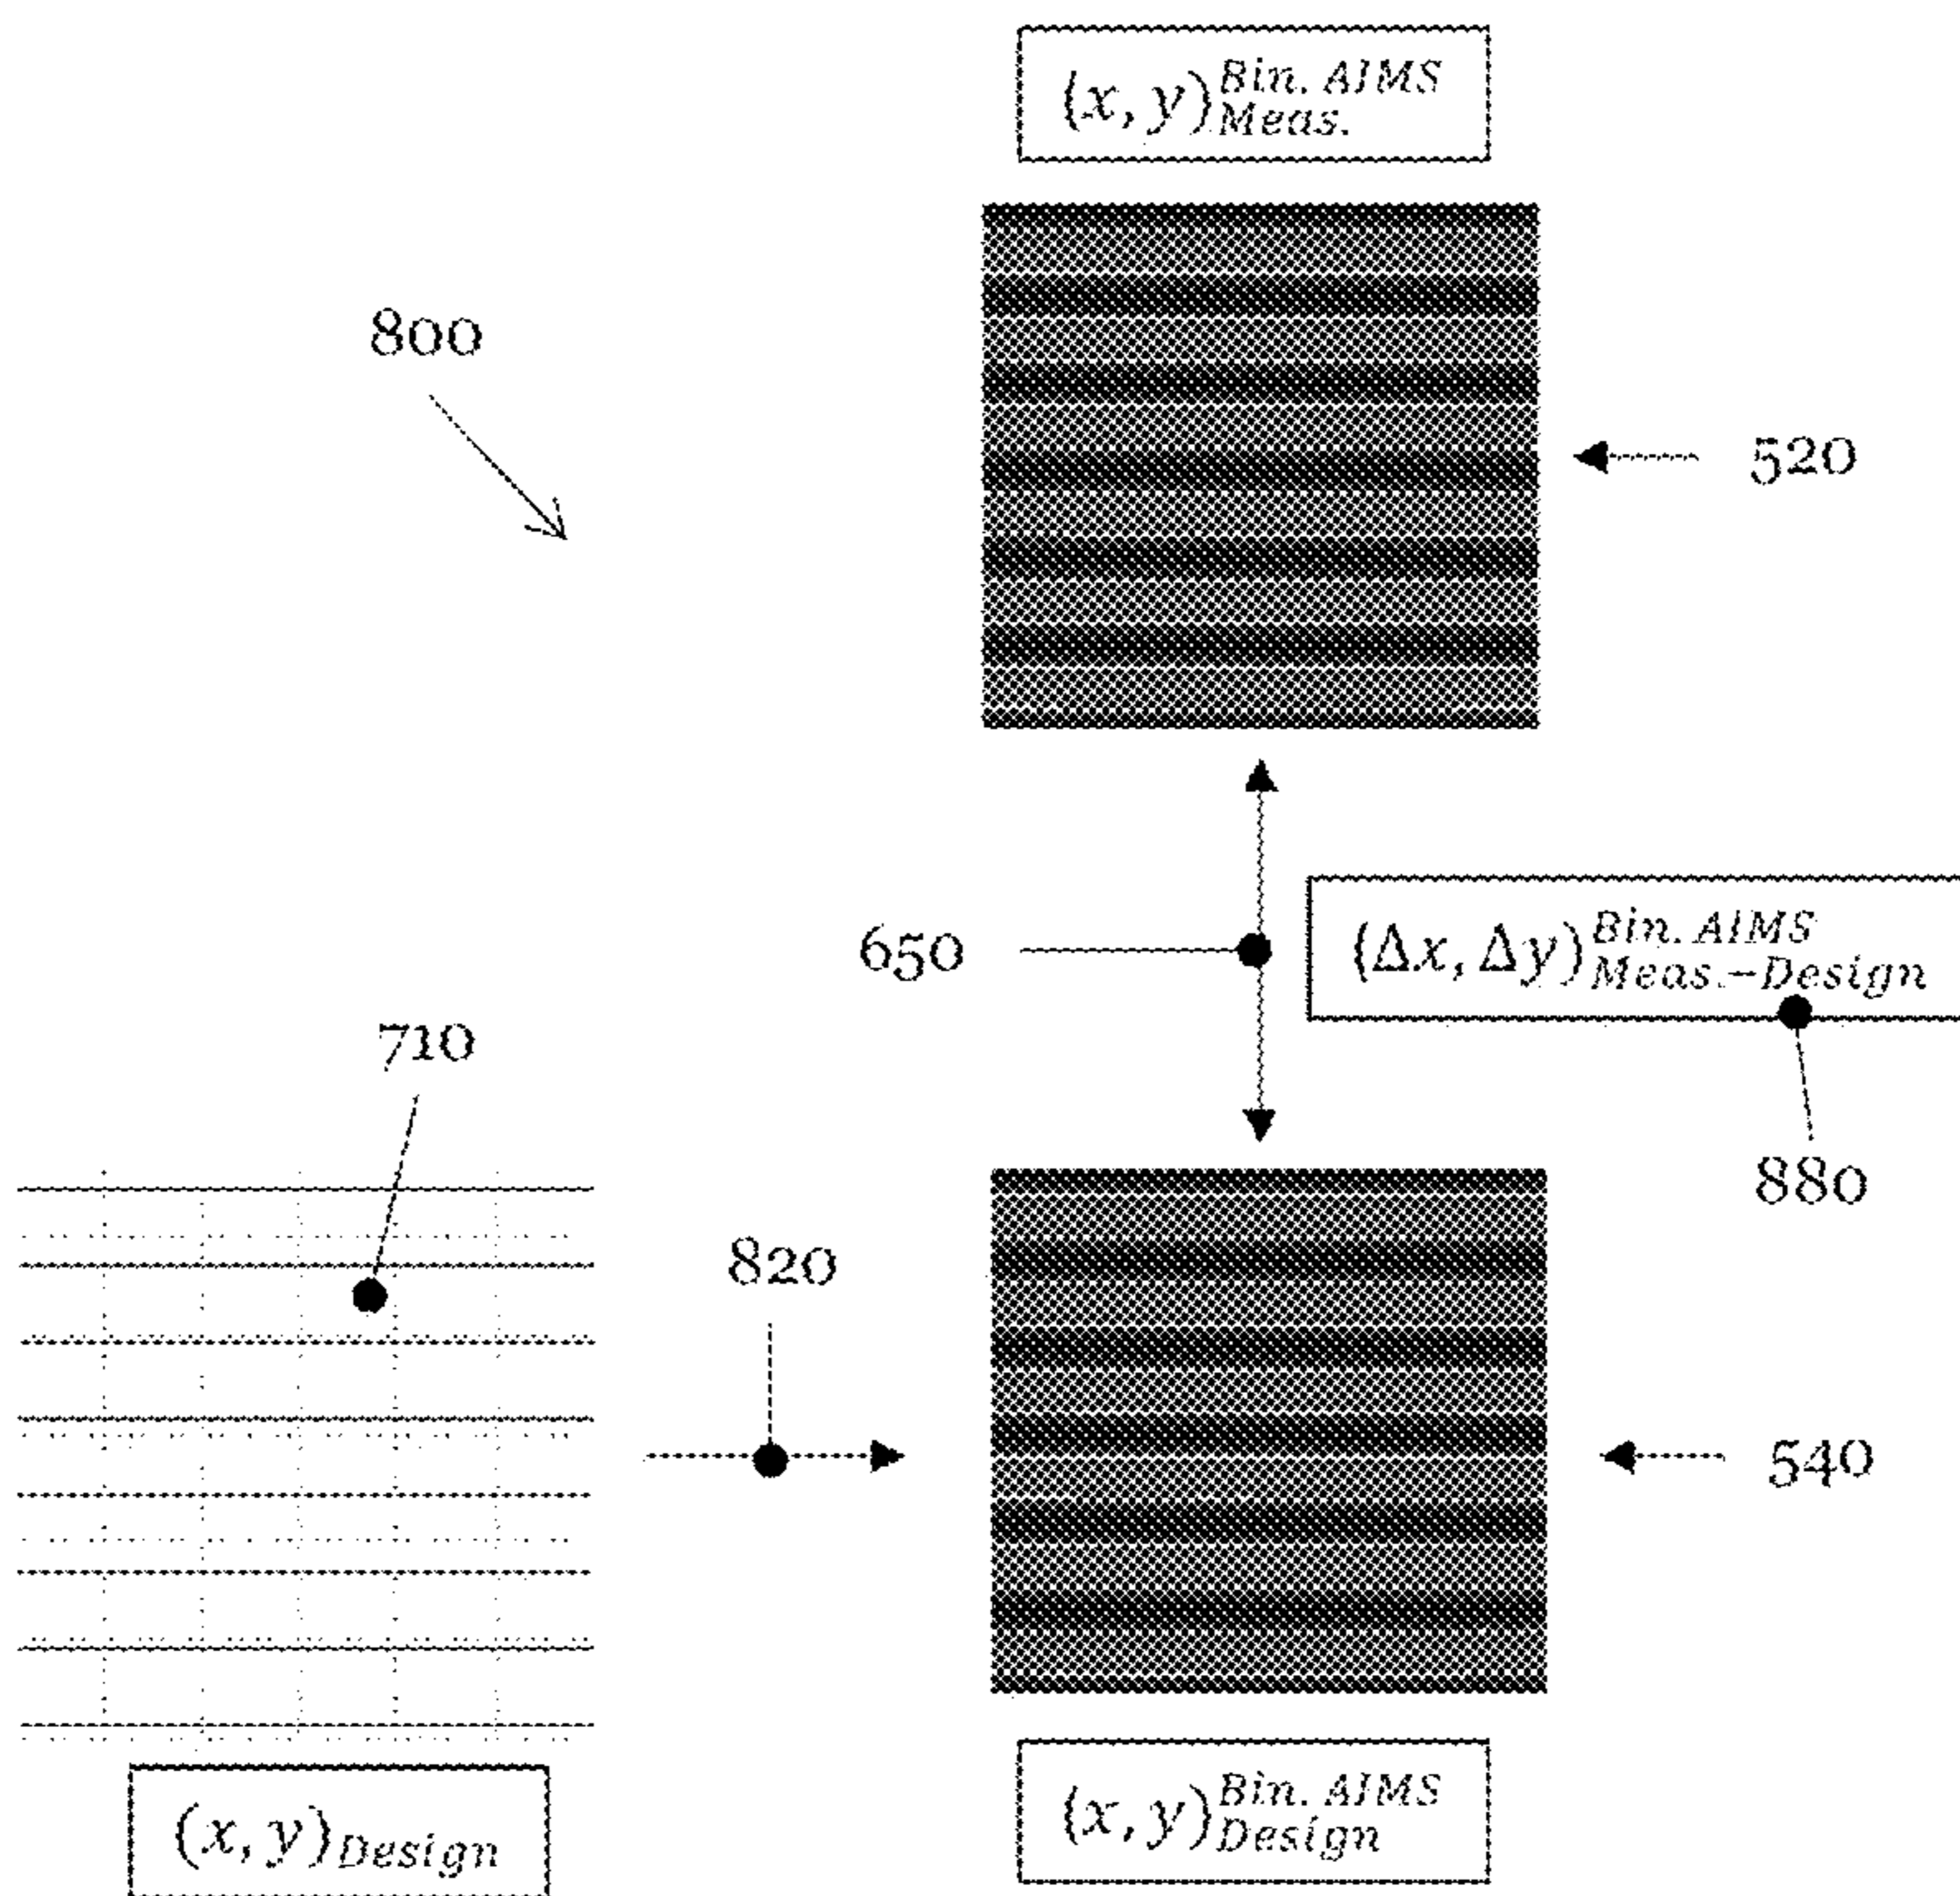 (x, y)Bin. AIMS Meas.
800
520
650
(Δx, Δy)Bin. AIMS Meas.-Design
710
880
820
540
(x, y)Bin. AIMS Design
(x, y)Design